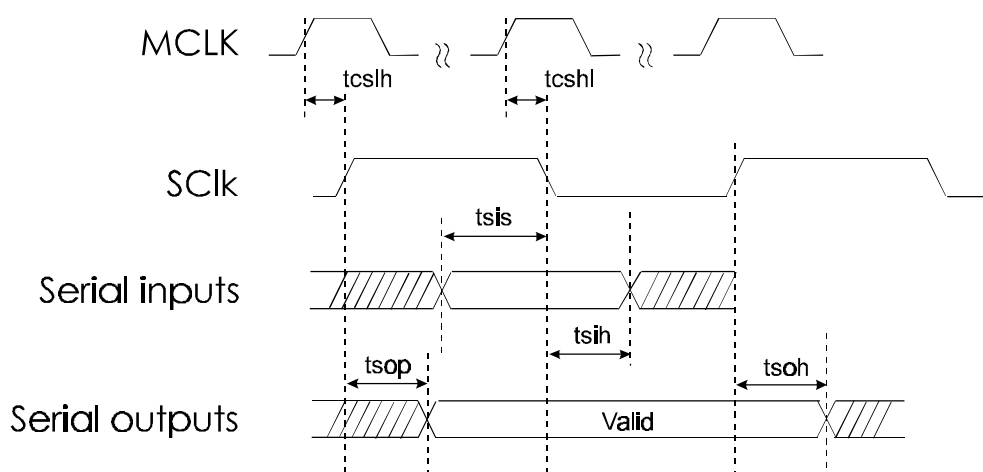 MCLK
tcslh
tcshl
SClk
tsis
Serial inputs
tsih
tsop
tsoh
Serial outputs
Valid